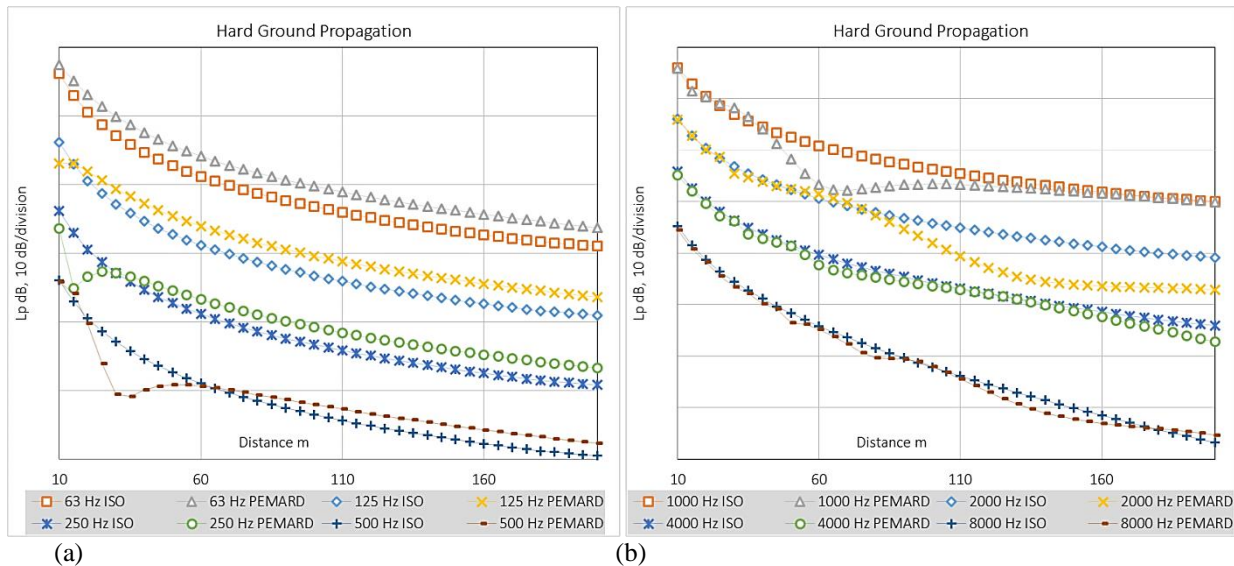 Hard Ground Propagation
Lp dB, 10 dB/division
Distance m
10 60 110 160
63 Hz ISO 63 Hz PEMARD 125 Hz ISO 125 Hz PEMARD
250 Hz ISO 250 Hz PEMARD 500 Hz ISO 500 Hz PEMARD
(a)
Hard Ground Propagation
Lp dB, 10 dB/division
Distance m
10 60 110 160
1000 Hz ISO 1000 Hz PEMARD 2000 Hz ISO 2000 Hz PEMARD
4000 Hz ISO 4000 Hz PEMARD 8000 Hz ISO 8000 Hz PEMARD
(b)